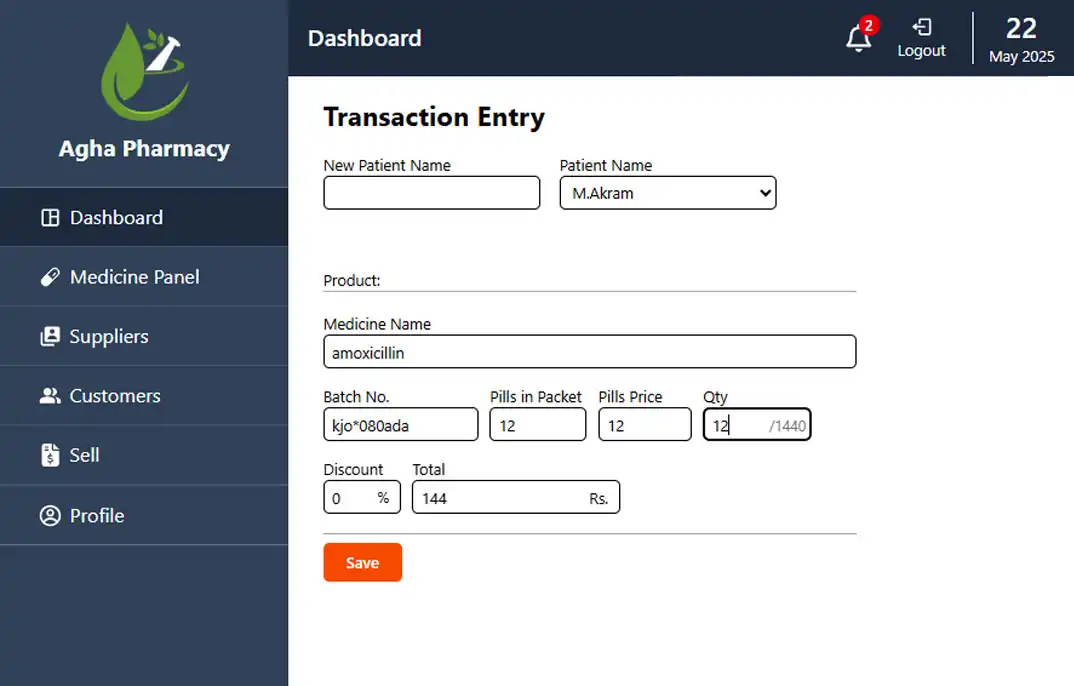 Agha Pharmacy
Dashboard
Medicine Panel
Suppliers
Customers
Sell
Profile
Dashboard
2
Logout
22
May 2025
Transaction Entry
New Patient Name
Patient Name
M.Akram
Product:
Medicine Name
amoxicillin
Batch No. Pills in Packet Pills Price Qty
kjo*080ada 12 12 12 /1440
Discount Total
0 % 144 Rs.
Save